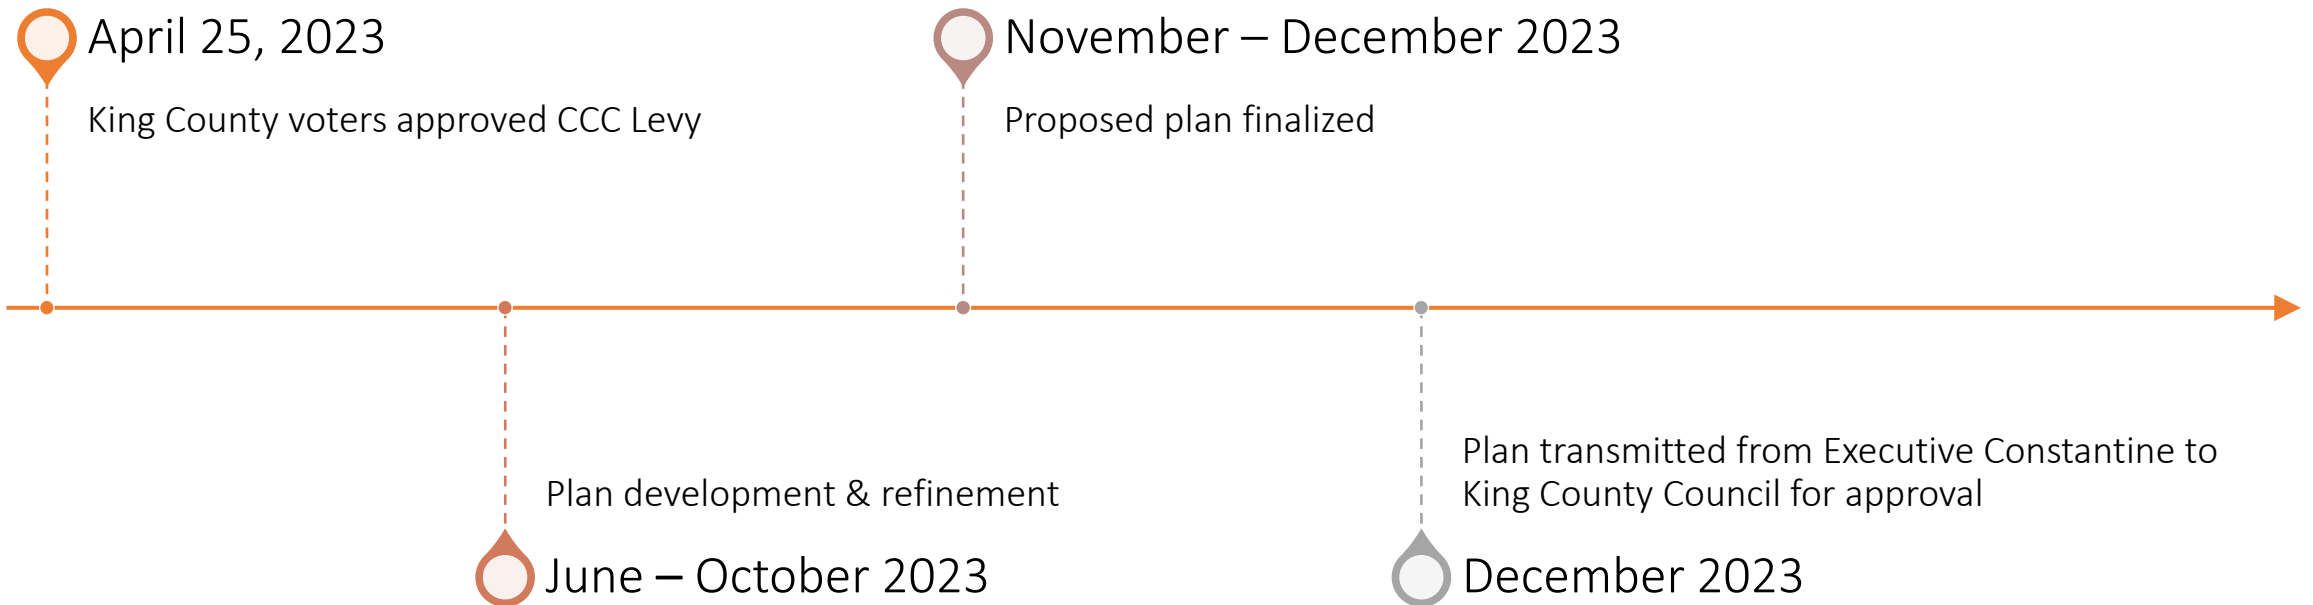 April 25, 2023
King County voters approved CCC Levy
November – December 2023
Proposed plan finalized
Plan development & refinement
June – October 2023
Plan transmitted from Executive Constantine to
King County Council for approval
December 2023